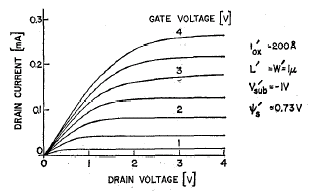 GATE VOLTAGE [V]
DRAIN CURRENT [mA]
0.3
0.2
0.1
0
4
3
2
1
0 1 2 3 4
DRAIN VOLTAGE [V]
t'ox = 200Å
L' = W' = 1μ
V'sub = -1V
ψ's = 0.73V